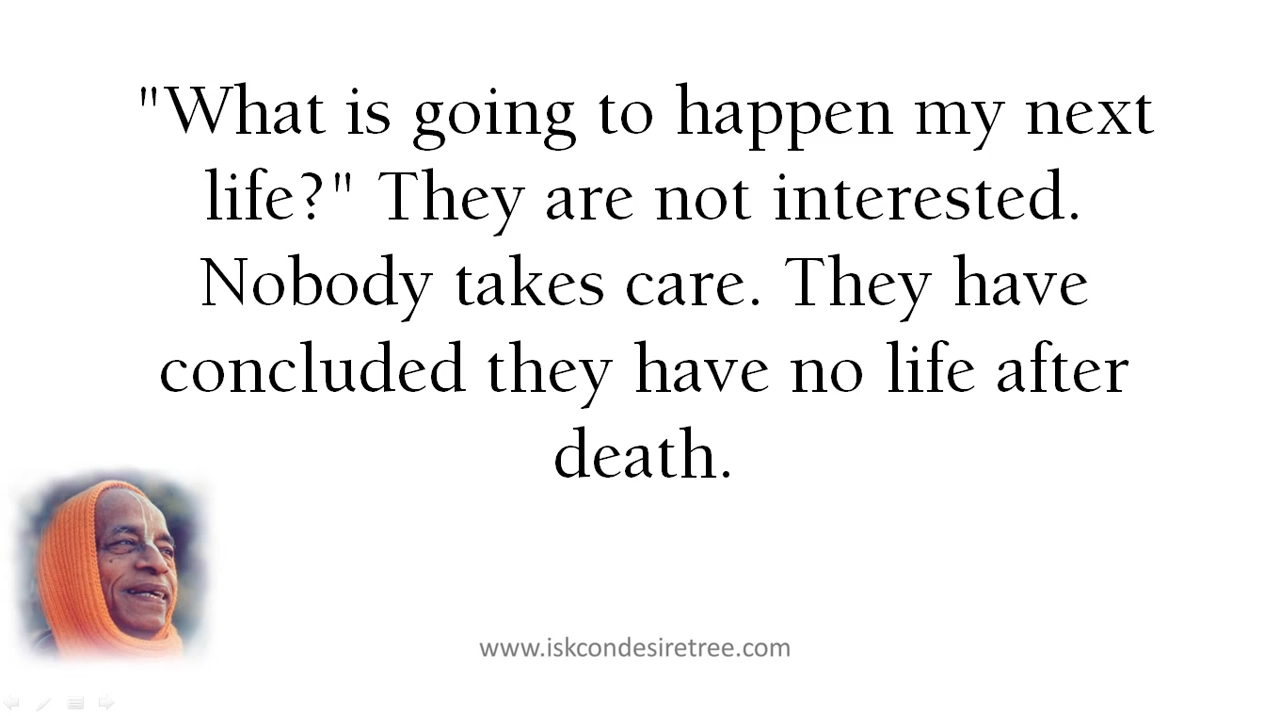 "What is going to happen my next
life?" They are not interested.
Nobody takes care. They have
concluded they have no life after
death.
www.iskcondesiretree.com